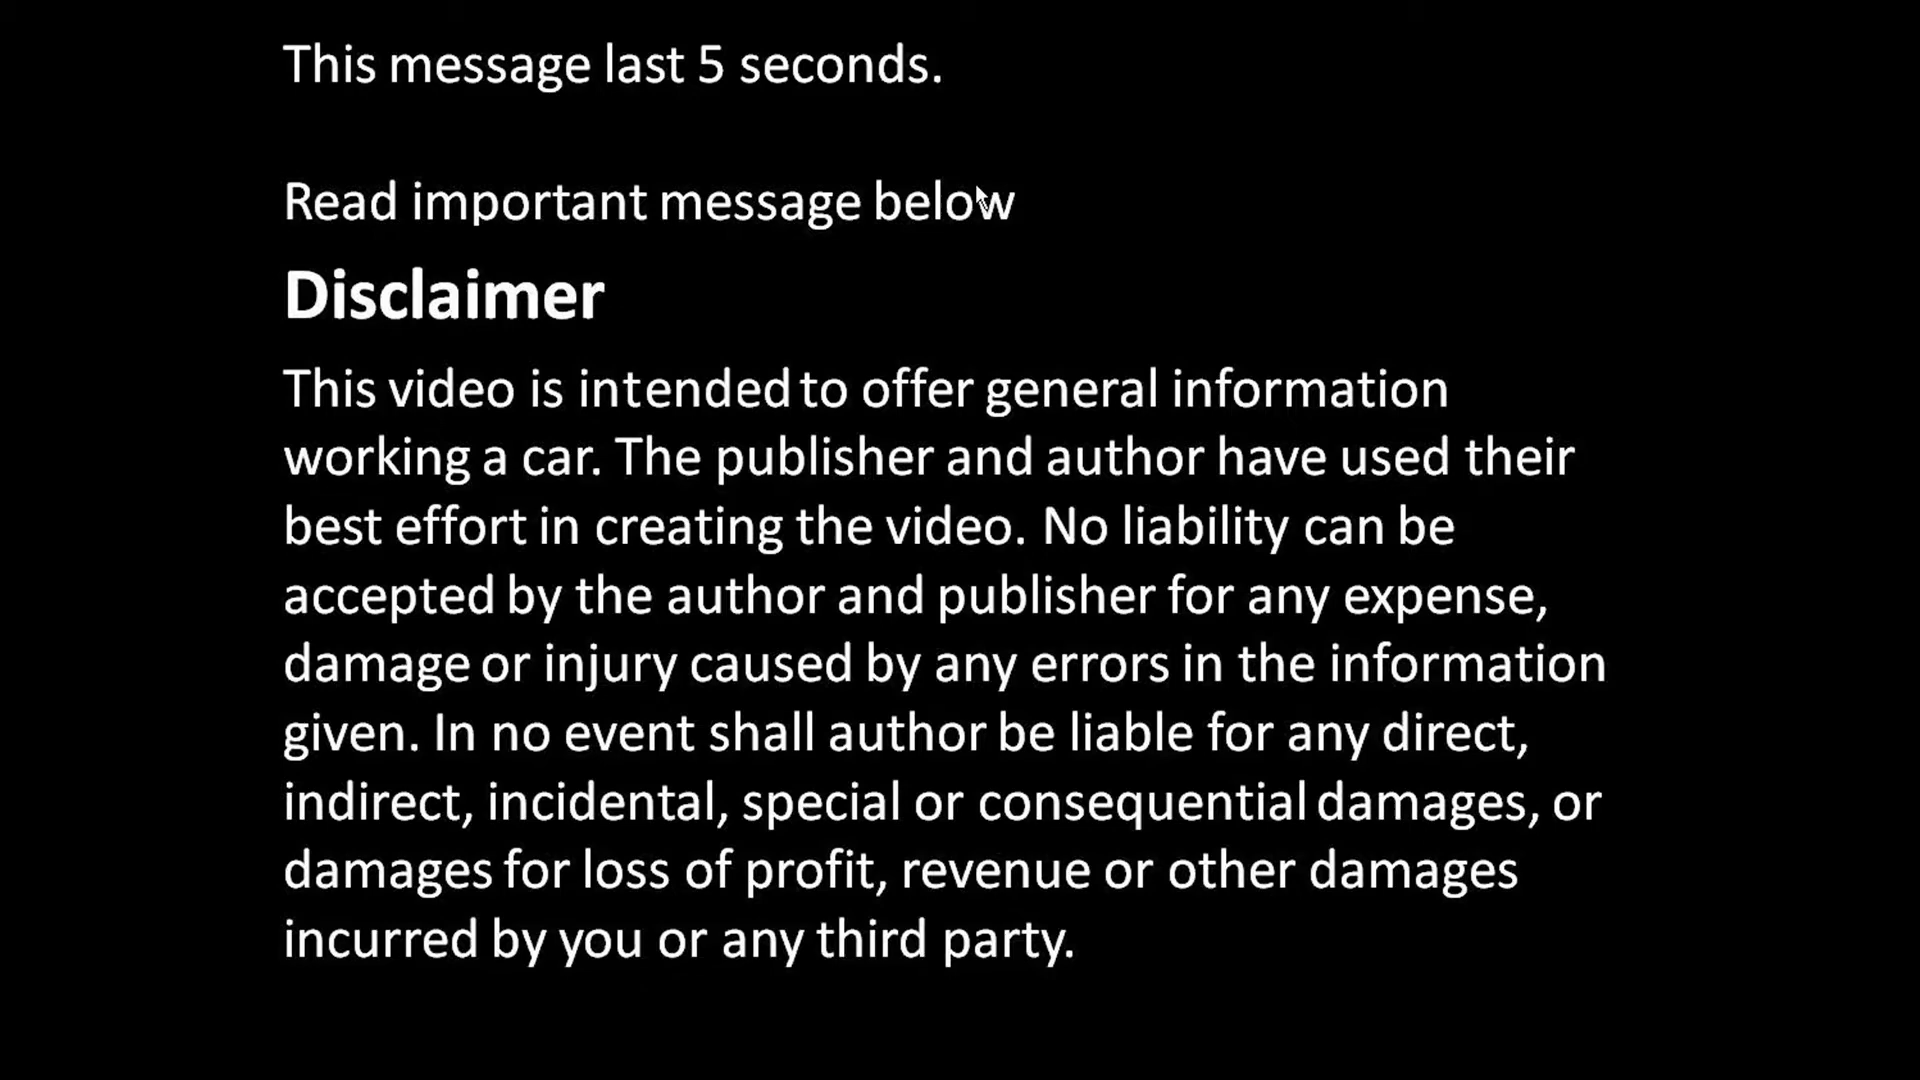 This message last 5 seconds.
Read important message below
Disclaimer
This video is intended to offer general information
working a car. The publisher and author have used their
best effort in creating the video. No liability can be
accepted by the author and publisher for any expense,
damage or injury caused by any errors in the information
given. In no event shall author be liable for any direct,
indirect, incidental, special or consequential damages, or
damages for loss of profit, revenue or other damages
incurred by you or any third party.